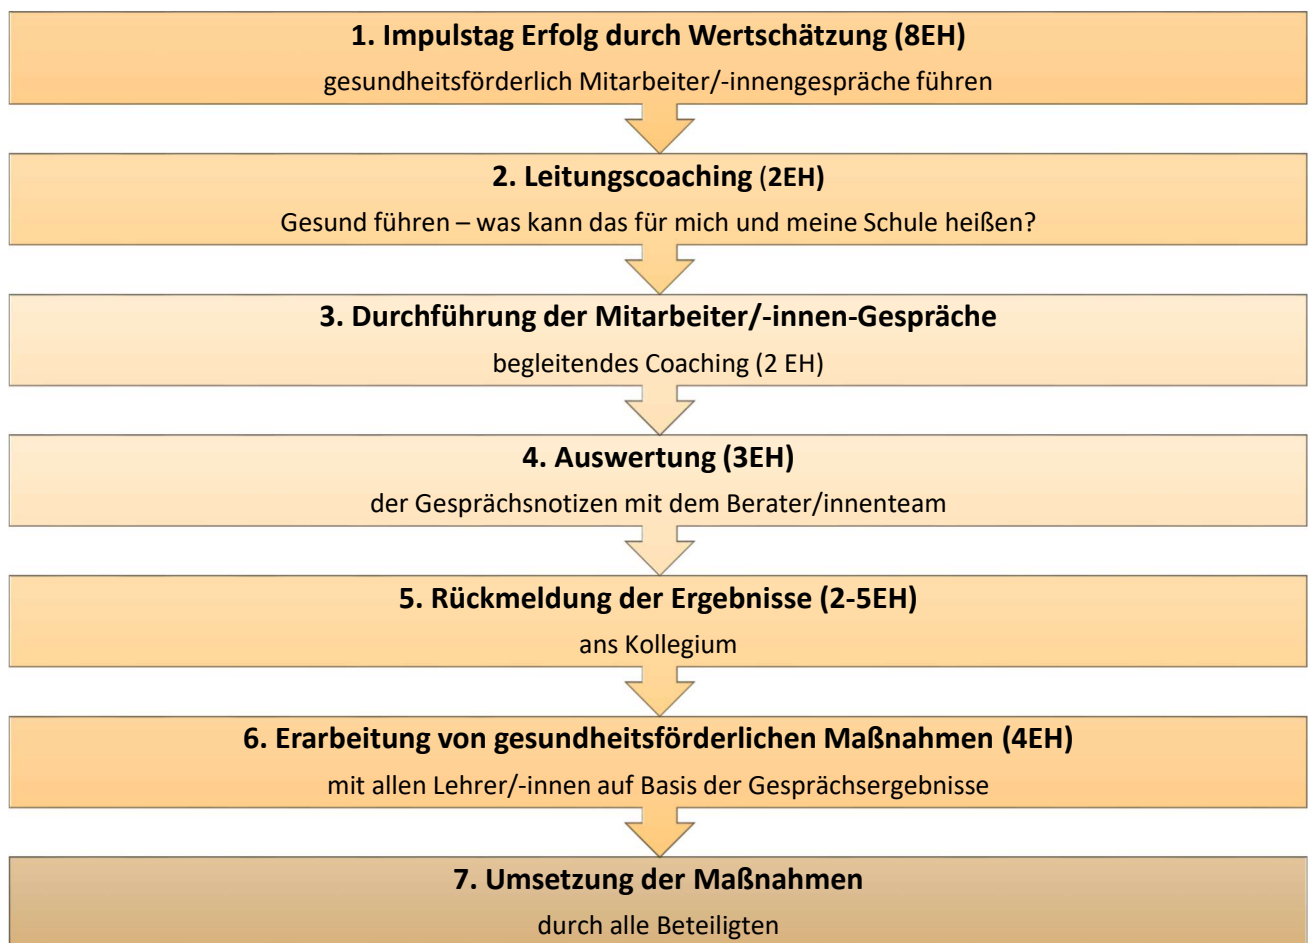 1. Impulstag Erfolg durch Wertschätzung (8EH)
gesundheitsförderlich Mitarbeiter/-innengespräche führen
2. Leitungscoaching (2EH)
Gesund führen – was kann das für mich und meine Schule heißen?
3. Durchführung der Mitarbeiter/-innen-Gespräche
begleitendes Coaching (2 EH)
4. Auswertung (3EH)
der Gesprächsnotizen mit dem Berater/innenteam
5. Rückmeldung der Ergebnisse (2-5EH)
ans Kollegium
6. Erarbeitung von gesundheitsförderlichen Maßnahmen (4EH)
mit allen Lehrer/-innen auf Basis der Gesprächsergebnisse
7. Umsetzung der Maßnahmen
durch alle Beteiligten